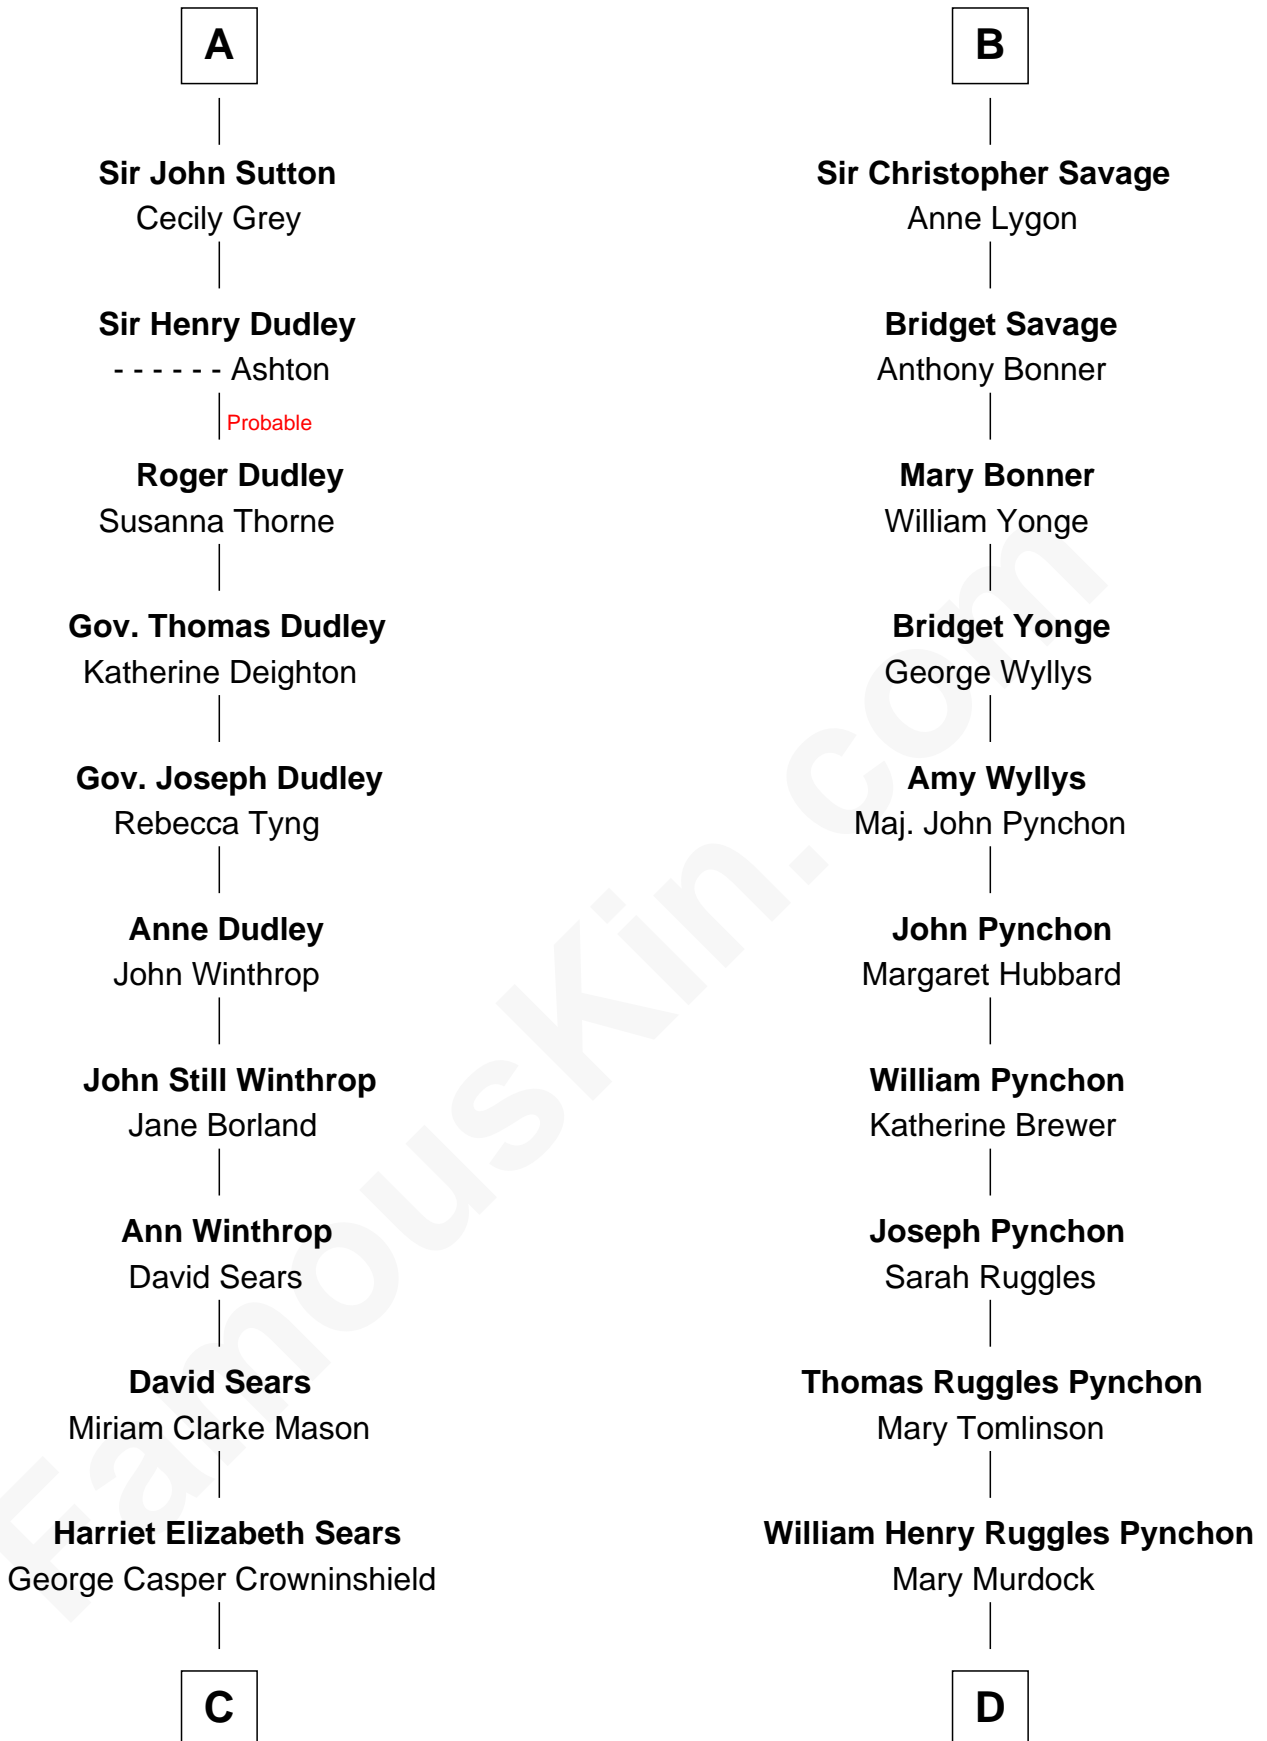 A
Sir John Sutton
Cecily Grey
Sir Henry Dudley
- - - - - - Ashton
Probable
Roger Dudley
Susanna Thorne
Gov. Thomas Dudley
Katherine Deighton
Gov. Joseph Dudley
Rebecca Tyng
Anne Dudley
John Winthrop
John Still Winthrop
Jane Borland
Ann Winthrop
David Sears
David Sears
Miriam Clarke Mason
Harriet Elizabeth Sears
George Casper Crowninshield
C
B
Sir Christopher Savage
Anne Lygon
Bridget Savage
Anthony Bonner
Mary Bonner
William Yonge
Bridget Yonge
George Wyllys
Amy Wyllys
Maj. John Pynchon
John Pynchon
Margaret Hubbard
William Pynchon
Katherine Brewer
Joseph Pynchon
Sarah Ruggles
Thomas Ruggles Pynchon
Mary Tomlinson
William Henry Ruggles Pynchon
Mary Murdock
D
FamousKin.com